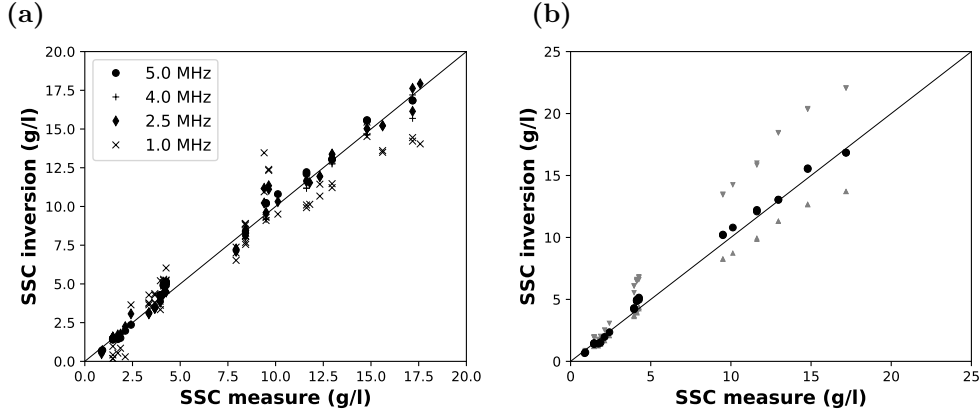 (a)
20.0
17.5
15.0
12.5
10.0
7.5
5.0
2.5
0.0
SSC inversion (g/l)
5.0 MHz
4.0 MHz
2.5 MHz
1.0 MHz
0.0 2.5 5.0 7.5 10.0 12.5 15.0 17.5 20.0
SSC measure (g/l)
(b)
25
20
15
10
5
0
SSC inversion (g/l)
0 5 10 15 20 25
SSC measure (g/l)